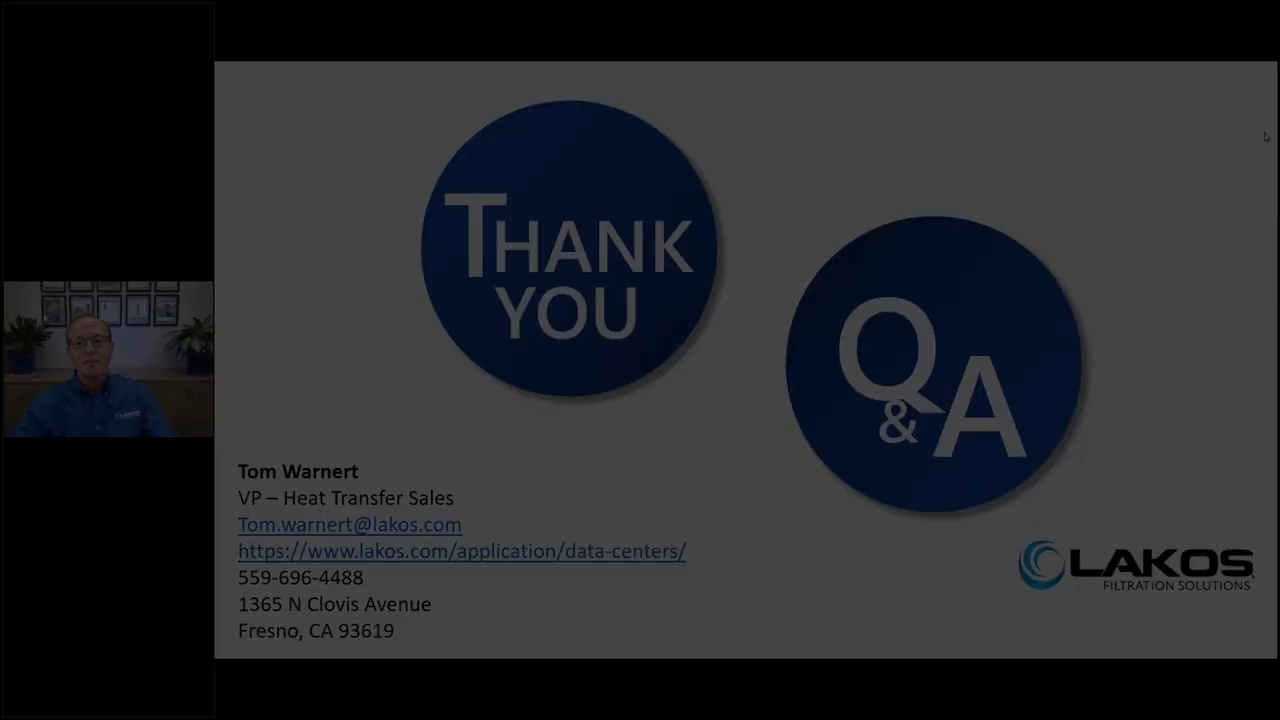 THANK
YOU
Q
&
A
Tom Warnert
VP – Heat Transfer Sales
Tom.warnert@lakos.com
https://www.lakos.com/application/data-centers/
559-696-4488
1365 N Clovis Avenue
Fresno, CA 93619
LAKOS
FILTRATION SOLUTIONS
LAKOS